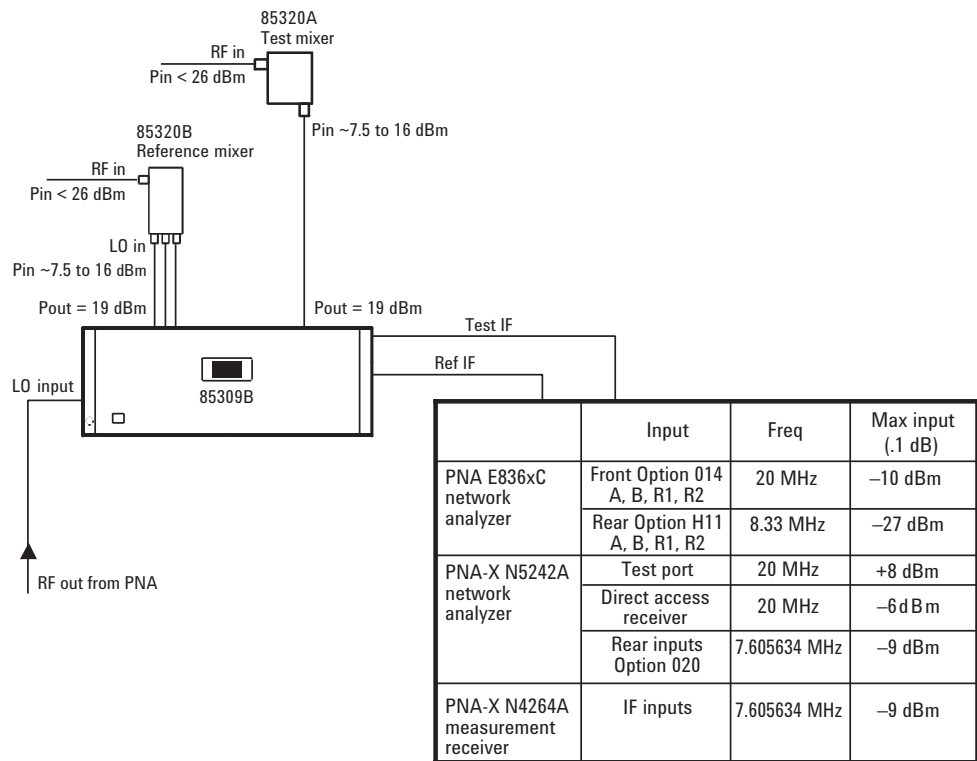 85320A
Test mixer
RF in
Pin < 26 dBm
Pin ~7.5 to 16 dBm
85320B
Reference mixer
RF in
Pin < 26 dBm
LO in
Pin ~7.5 to 16 dBm
Pout = 19 dBm
Pout = 19 dBm
Test IF
Ref IF
LO input
85309B
RF out from PNA
Input
Freq
Max input
(.1 dB)
PNA E836xC
network
analyzer
Front Option 014
A, B, R1, R2
20 MHz
–10 dBm
Rear Option H11
A, B, R1, R2
8.33 MHz
–27 dBm
PNA-X N5242A
network
analyzer
Test port
20 MHz
+8 dBm
Direct access
receiver
20 MHz
–6dBm
Rear inputs
Option 020
7.605634 MHz
–9 dBm
PNA-X N4264A
measurement
receiver
IF inputs
7.605634 MHz
–9 dBm